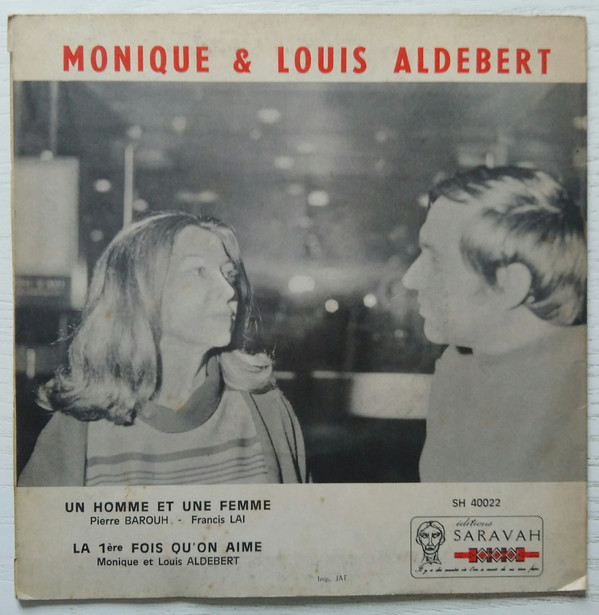 MONIQUE & LOUIS ALDEBERT
UN HOMME ET UNE FEMME
Pierre BAROUH - Francis LAI
LA 1ère FOIS QU'ON AIME
Monique et Louis ALDEBERT
SH 40022
éditions
SARAVAH
Imp. JAT